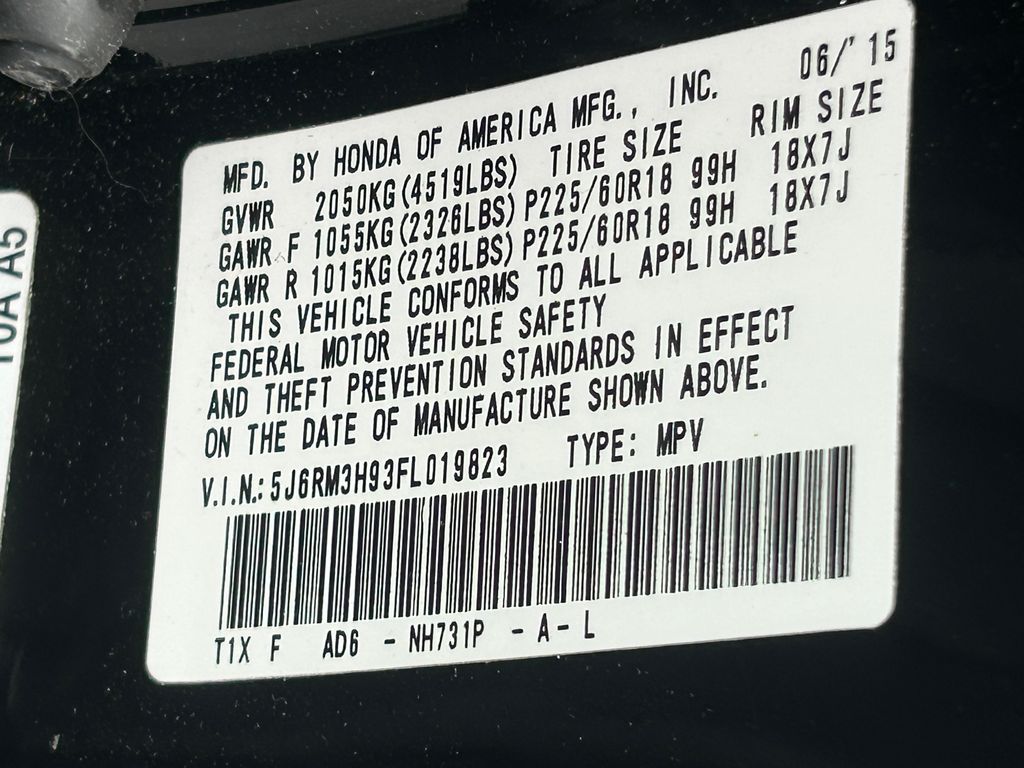 06/'15
MFD. BY HONDA OF AMERICA MFG., INC.
GVWR 2050KG(4519LBS) TIRE SIZE RIM SIZE
GAWR F 1055KG(2326LBS) P225/60R18 99H 18X7J
GAWR R 1015KG(2238LBS) P225/60R18 99H 18X7J
THIS VEHICLE CONFORMS TO ALL APPLICABLE
FEDERAL MOTOR VEHICLE SAFETY
AND THEFT PREVENTION STANDARDS IN EFFECT
ON THE DATE OF MANUFACTURE SHOWN ABOVE.
V.I.N.: 5J6RM3H93FL019823 TYPE: MPV
T1X F AD6 - NH731P - A - L
A5